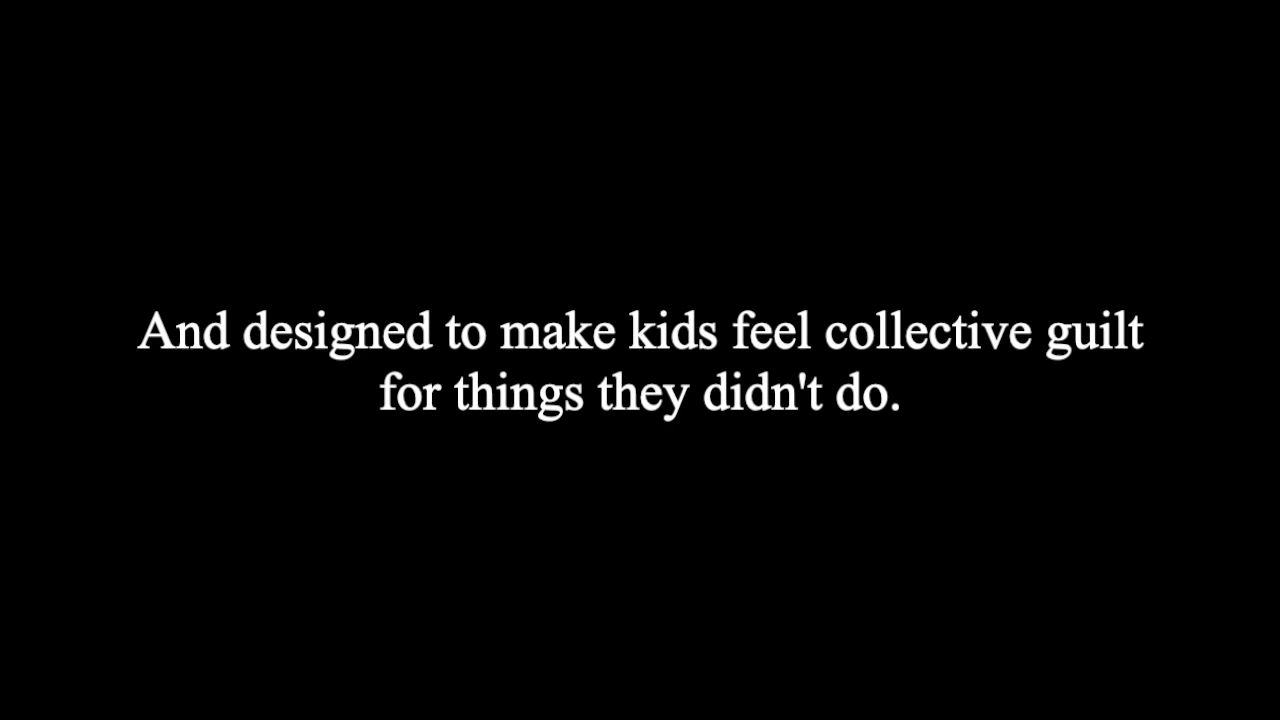 And designed to make kids feel collective guilt
for things they didn't do.